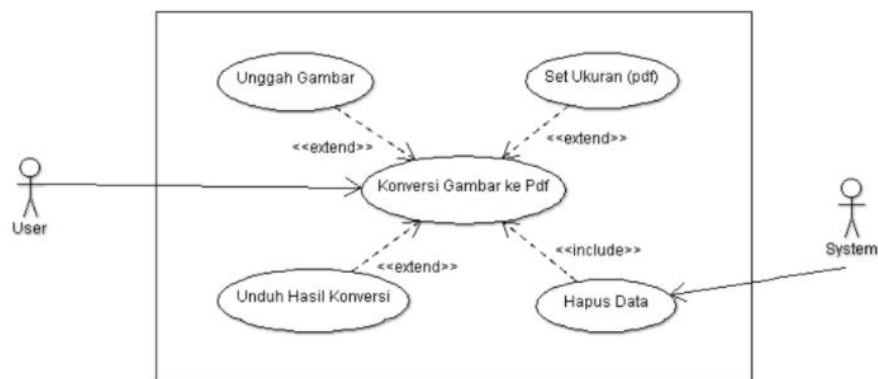 Unggah Gambar
Set Ukuran (pdf)
<<extend>>
<<extend>>
Konversi Gambar ke Pdf
User
System
<<include>>
<<extend>>
Unduh Hasil Konversi
Hapus Data